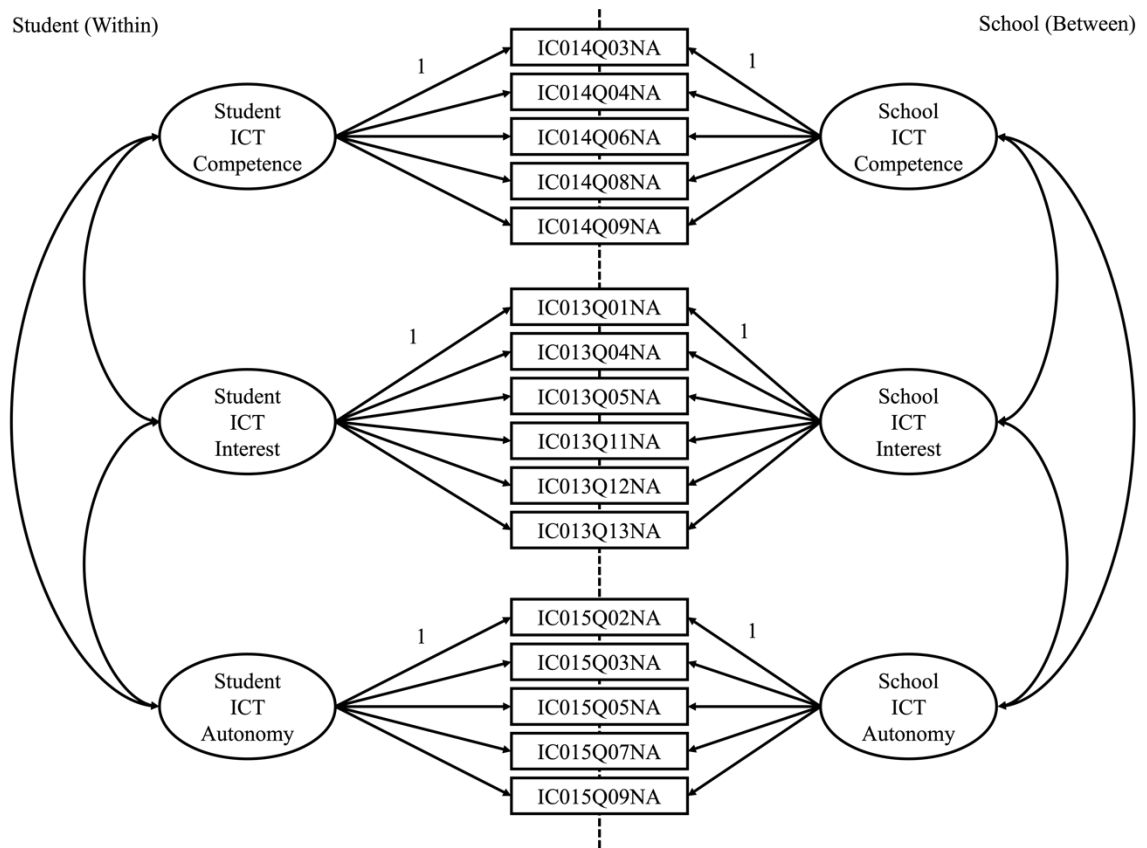 Student (Within)
School (Between)
1
IC014Q03NA
1
IC014Q04NA
IC014Q06NA
IC014Q08NA
IC014Q09NA
Student
ICT
Competence
School
ICT
Competence
1
IC013Q01NA
1
IC013Q04NA
IC013Q05NA
IC013Q11NA
IC013Q12NA
IC013Q13NA
Student
ICT
Interest
School
ICT
Interest
1
IC015Q02NA
1
IC015Q03NA
IC015Q05NA
IC015Q07NA
IC015Q09NA
Student
ICT
Autonomy
School
ICT
Autonomy